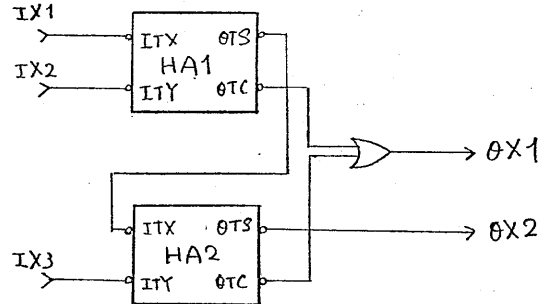 IX1
ITX OTS
HA1
IX2
ITY OTC
OX1
ITX OTS
OX2
HA2
IX3
ITY OTC